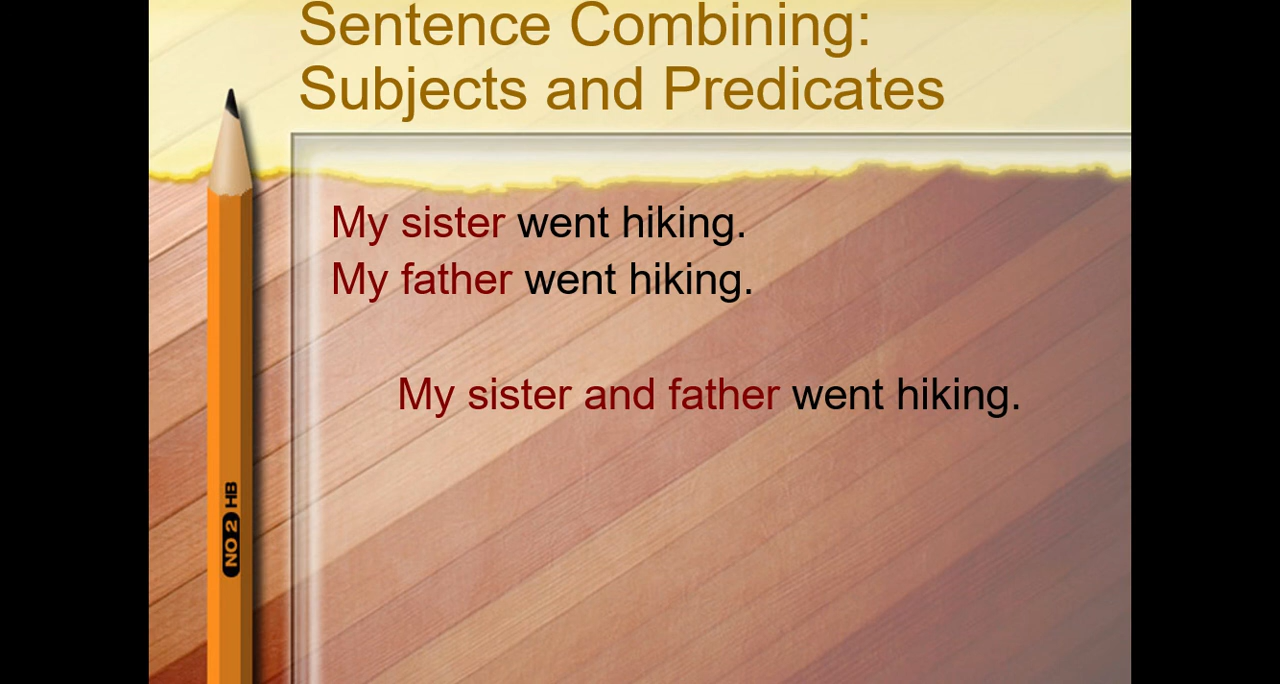 Sentence Combining:
Subjects and Predicates
My sister went hiking.
My father went hiking.
My sister and father went hiking.
NO 2 HB